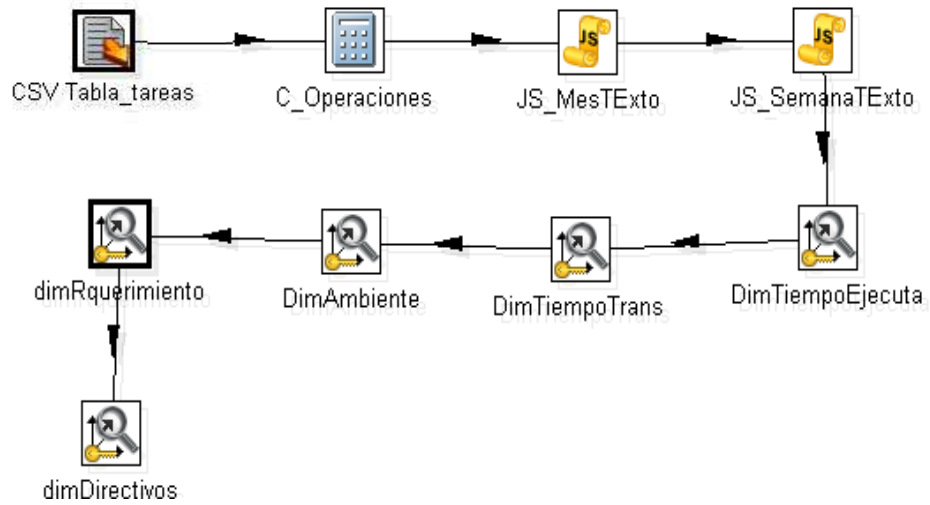 CSV Tabla_tareas
C_Operaciones
JS_MesTExto
JS_SemanaTExto
dimRquerimiento
DimAmbiente
DimTiempoTrans
DimTiempoEjecuta
dimDirectivos